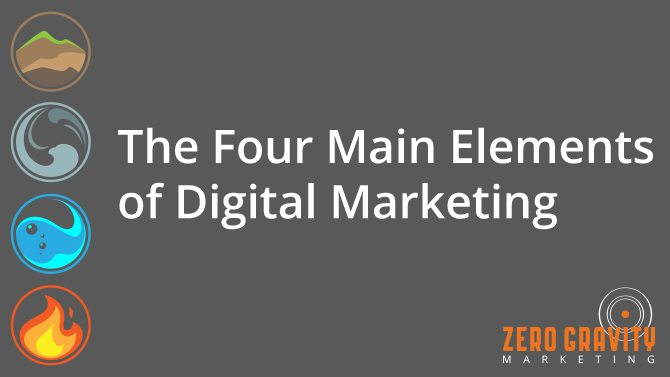 The Four Main Elements
of Digital Marketing
ZERO GRAVITY
MARKETING